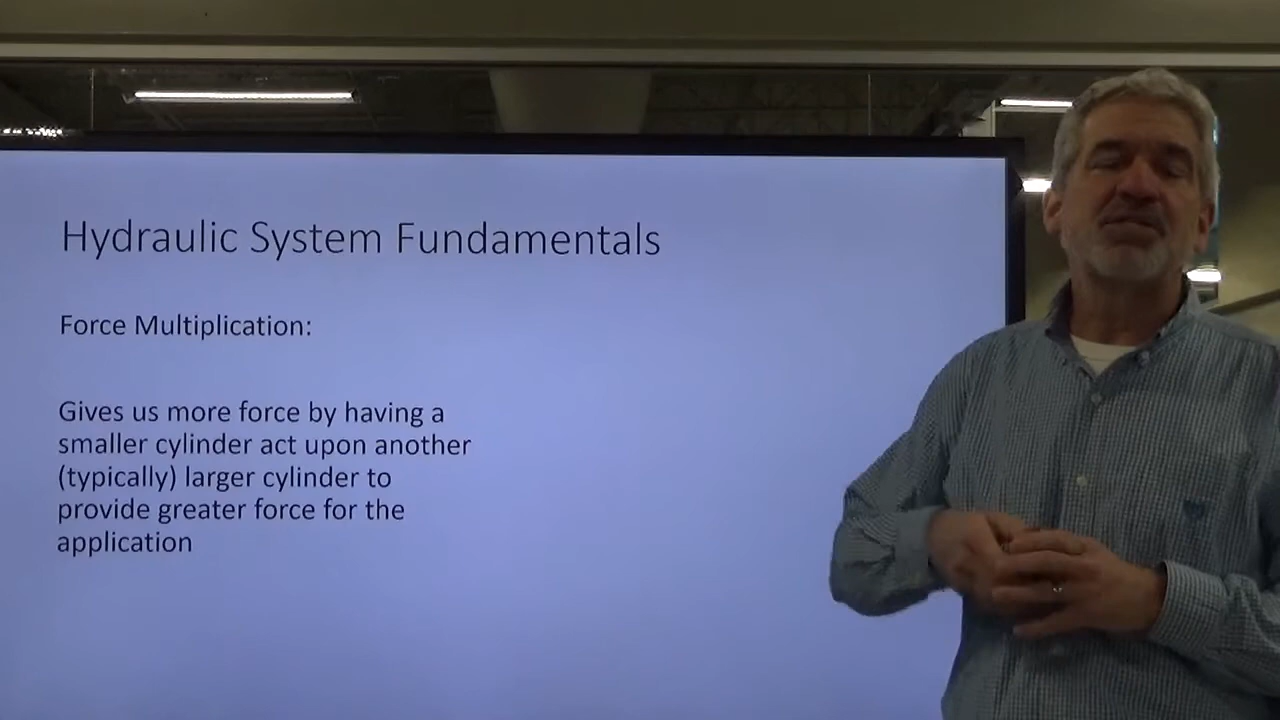 Hydraulic System Fundamentals
Force Multiplication:
Gives us more force by having a
smaller cylinder act upon another
(typically) larger cylinder to
provide greater force for the
application